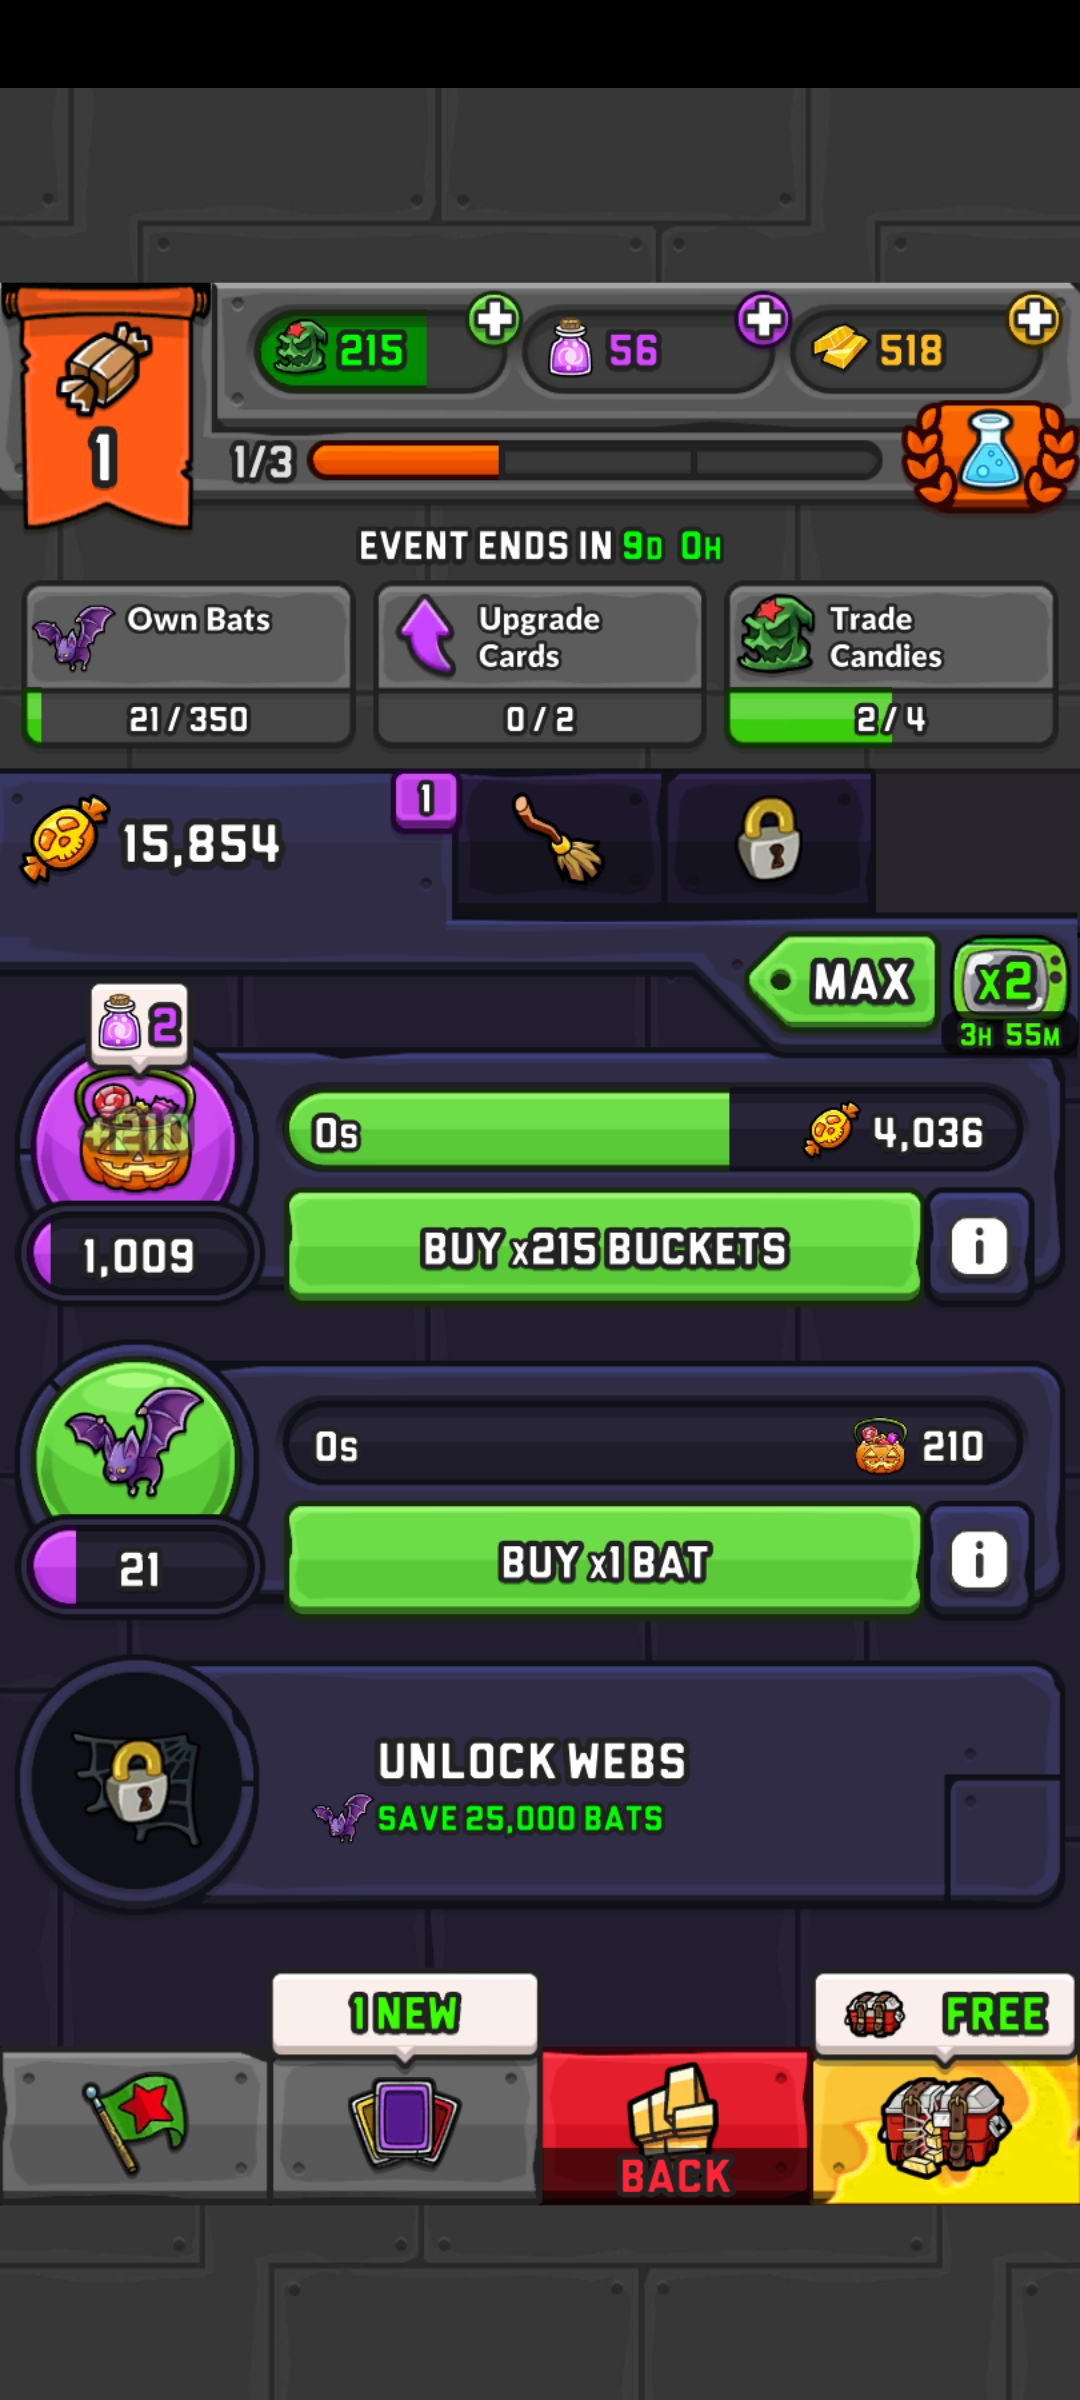 215
56
518
1
1/3
EVENT ENDS IN 9D 0H
Own Bats
21 / 350
Upgrade
Cards
0 / 2
Trade
Candies
2 / 4
15,854
1
MAX
x2
3H 55M
2
+210
0s
4,036
1,009
BUY x215 BUCKETS
i
0s
210
21
BUY x1 BAT
i
UNLOCK WEBS
SAVE 25,000 BATS
1 NEW
FREE
BACK